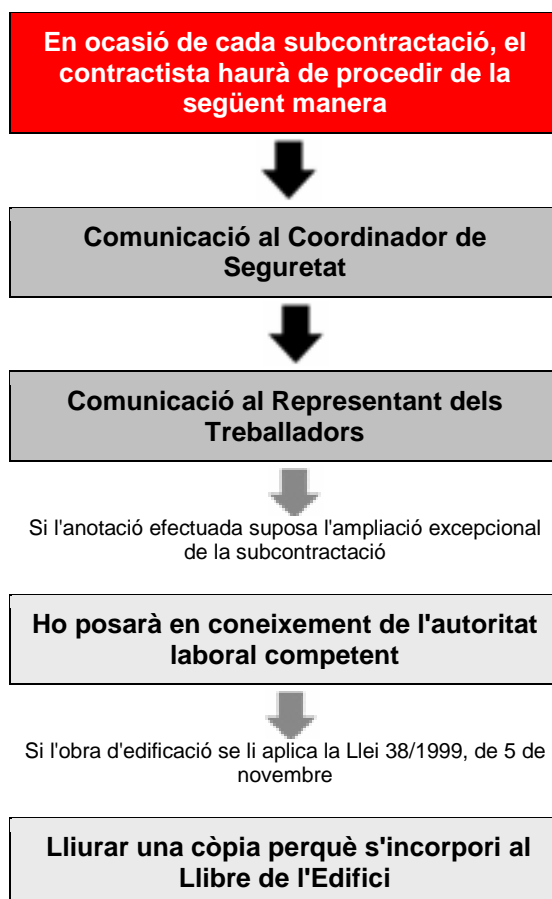 En ocasió de cada subcontractació, el
contractista haurà de procedir de la
següent manera
Comunicació al Coordinador de
Seguretat
Comunicació al Representant dels
Treballadors
Si l'anotació efectuada suposa l'ampliació excepcional
de la subcontractació
Ho posarà en coneixement de l'autoritat
laboral competent
Si l'obra d'edificació se li aplica la Llei 38/1999, de 5 de
novembre
Lliurar una còpia perquè s'incorpori al
Llibre de l'Edifici